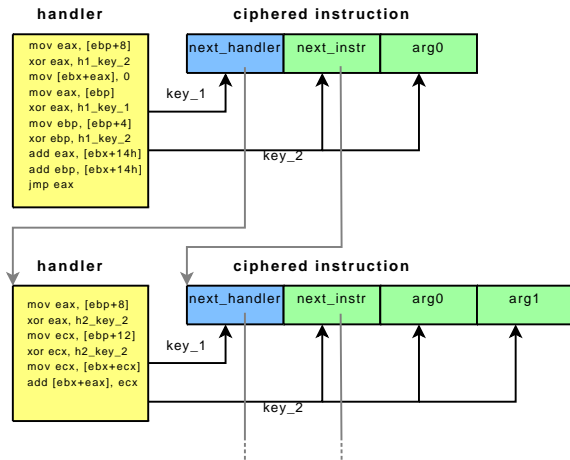 handler
ciphered instruction
mov eax, [ebp+8]
xor eax, h1_key_2
mov [ebx+eax], 0
mov eax, [ebp]
xor eax, h1_key_1
mov ebp, [ebp+4]
xor ebp, h1_key_2
add eax, [ebx+14h]
add ebp, [ebx+14h]
jmp eax
next_handler
next_instr
arg0
key_1
key_2
handler
ciphered instruction
mov eax, [ebp+8]
xor eax, h2_key_2
mov ecx, [ebp+12]
xor ecx, h2_key_2
mov ecx, [ebx+ecx]
add [ebx+eax], ecx
next_handler
next_instr
arg0
arg1
key_1
key_2